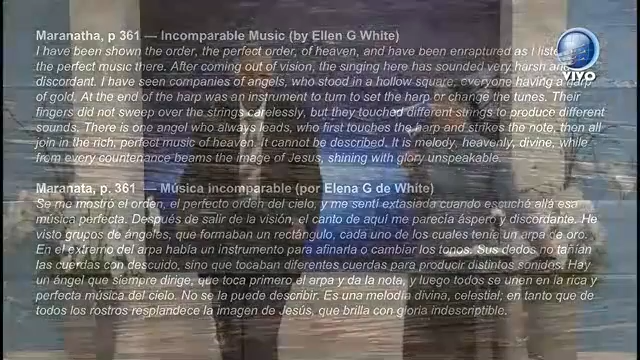 Maranatha, p 361 — Incomparable Music (by Ellen G White)
I have been shown the order, the perfect order, of heaven, and have been enraptured as I listened to
the perfect music there. After coming out of vision, the singing here has sounded very harsh and
discordant. I have seen companies of angels, who stood in a hollow square, everyone having a harp
of gold. At the end of the harp was an instrument to turn to set the harp or change the tunes. Their
fingers did not sweep over the strings carelessly, but they touched different strings to produce different
sounds. There is one angel who always leads, who first touches the harp and strikes the note, then all
join in the rich, perfect music of heaven. It cannot be described. It is melody, heavenly, divine, while
from every countenance beams the image of Jesus, shining with glory unspeakable.
Maranata, p. 361 — Música incomparable (por Elena G de White)
Se me mostró el orden, el perfecto orden del cielo, y me sentí extasiada cuando escuché allá esa
música perfecta. Después de salir de la visión, el canto de aquí me parecía áspero y discordante. He
visto grupos de ángeles, que formaban un rectángulo, cada uno de los cuales tenía un arpa de oro.
En el extremo del arpa había un instrumento para afinarla o cambiar los tonos. Sus dedos no tañían
las cuerdas con descuido, sino que tocaban diferentes cuerdas para producir distintos sonidos. Hay
un ángel que siempre dirige, que toca primero el arpa y da la nota, y luego todos se unen en la rica y
perfecta música del cielo. No se la puede describir. Es una melodía divina, celestial; en tanto que de
todos los rostros resplandece la imagen de Jesús, que brilla con gloria indescriptible.
VIVO